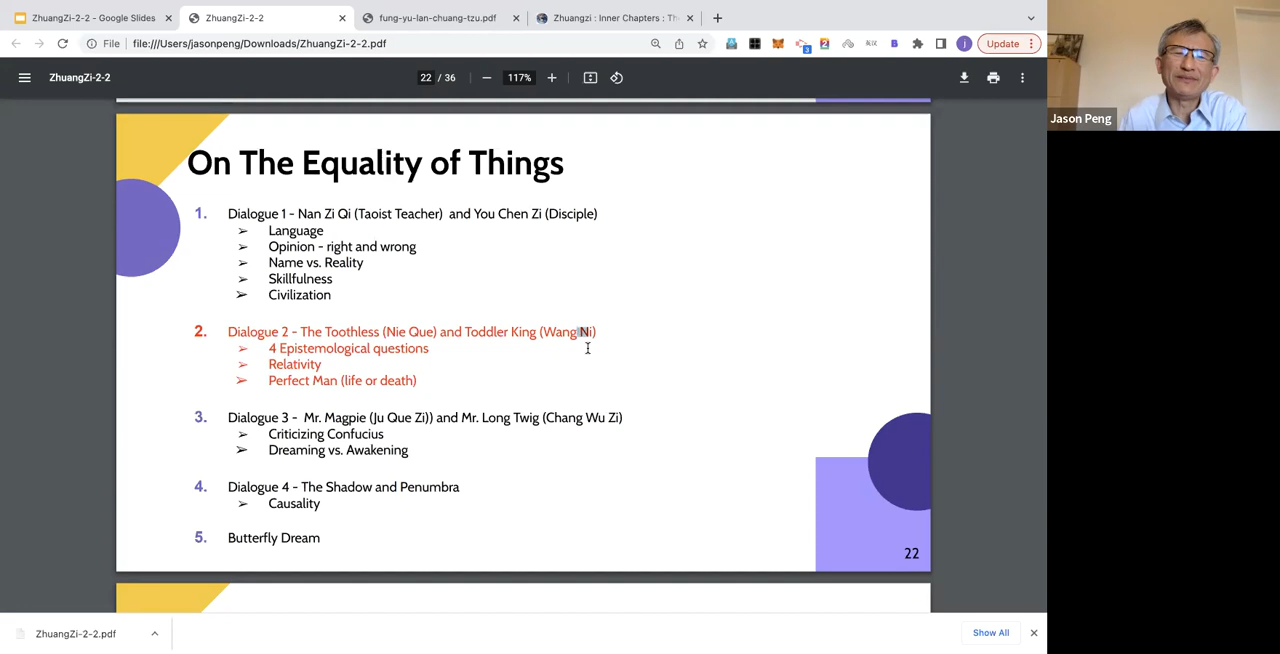 ZhuangZi-2-2 - Google Slides
ZhuangZi-2-2
fung-yu-lan-chuang-tzu.pdf
Zhuangzi : Inner Chapters : Th
File file:///Users/jasonpeng/Downloads/ZhuangZi-2-2.pdf
Update
ZhuangZi-2-2
22 / 36
117%
Jason Peng
On The Equality of Things
1. Dialogue 1 - Nan Zi Qi (Taoist Teacher) and You Chen Zi (Disciple)
➢ Language
➢ Opinion - right and wrong
➢ Name vs. Reality
➢ Skillfulness
➢ Civilization
2. Dialogue 2 - The Toothless (Nie Que) and Toddler King (Wang Ni)
➢ 4 Epistemological questions
➢ Relativity
➢ Perfect Man (life or death)
3. Dialogue 3 - Mr. Magpie (Ju Que Zi)) and Mr. Long Twig (Chang Wu Zi)
➢ Criticizing Confucius
➢ Dreaming vs. Awakening
4. Dialogue 4 - The Shadow and Penumbra
➢ Causality
5. Butterfly Dream
22
ZhuangZi-2-2.pdf
Show All